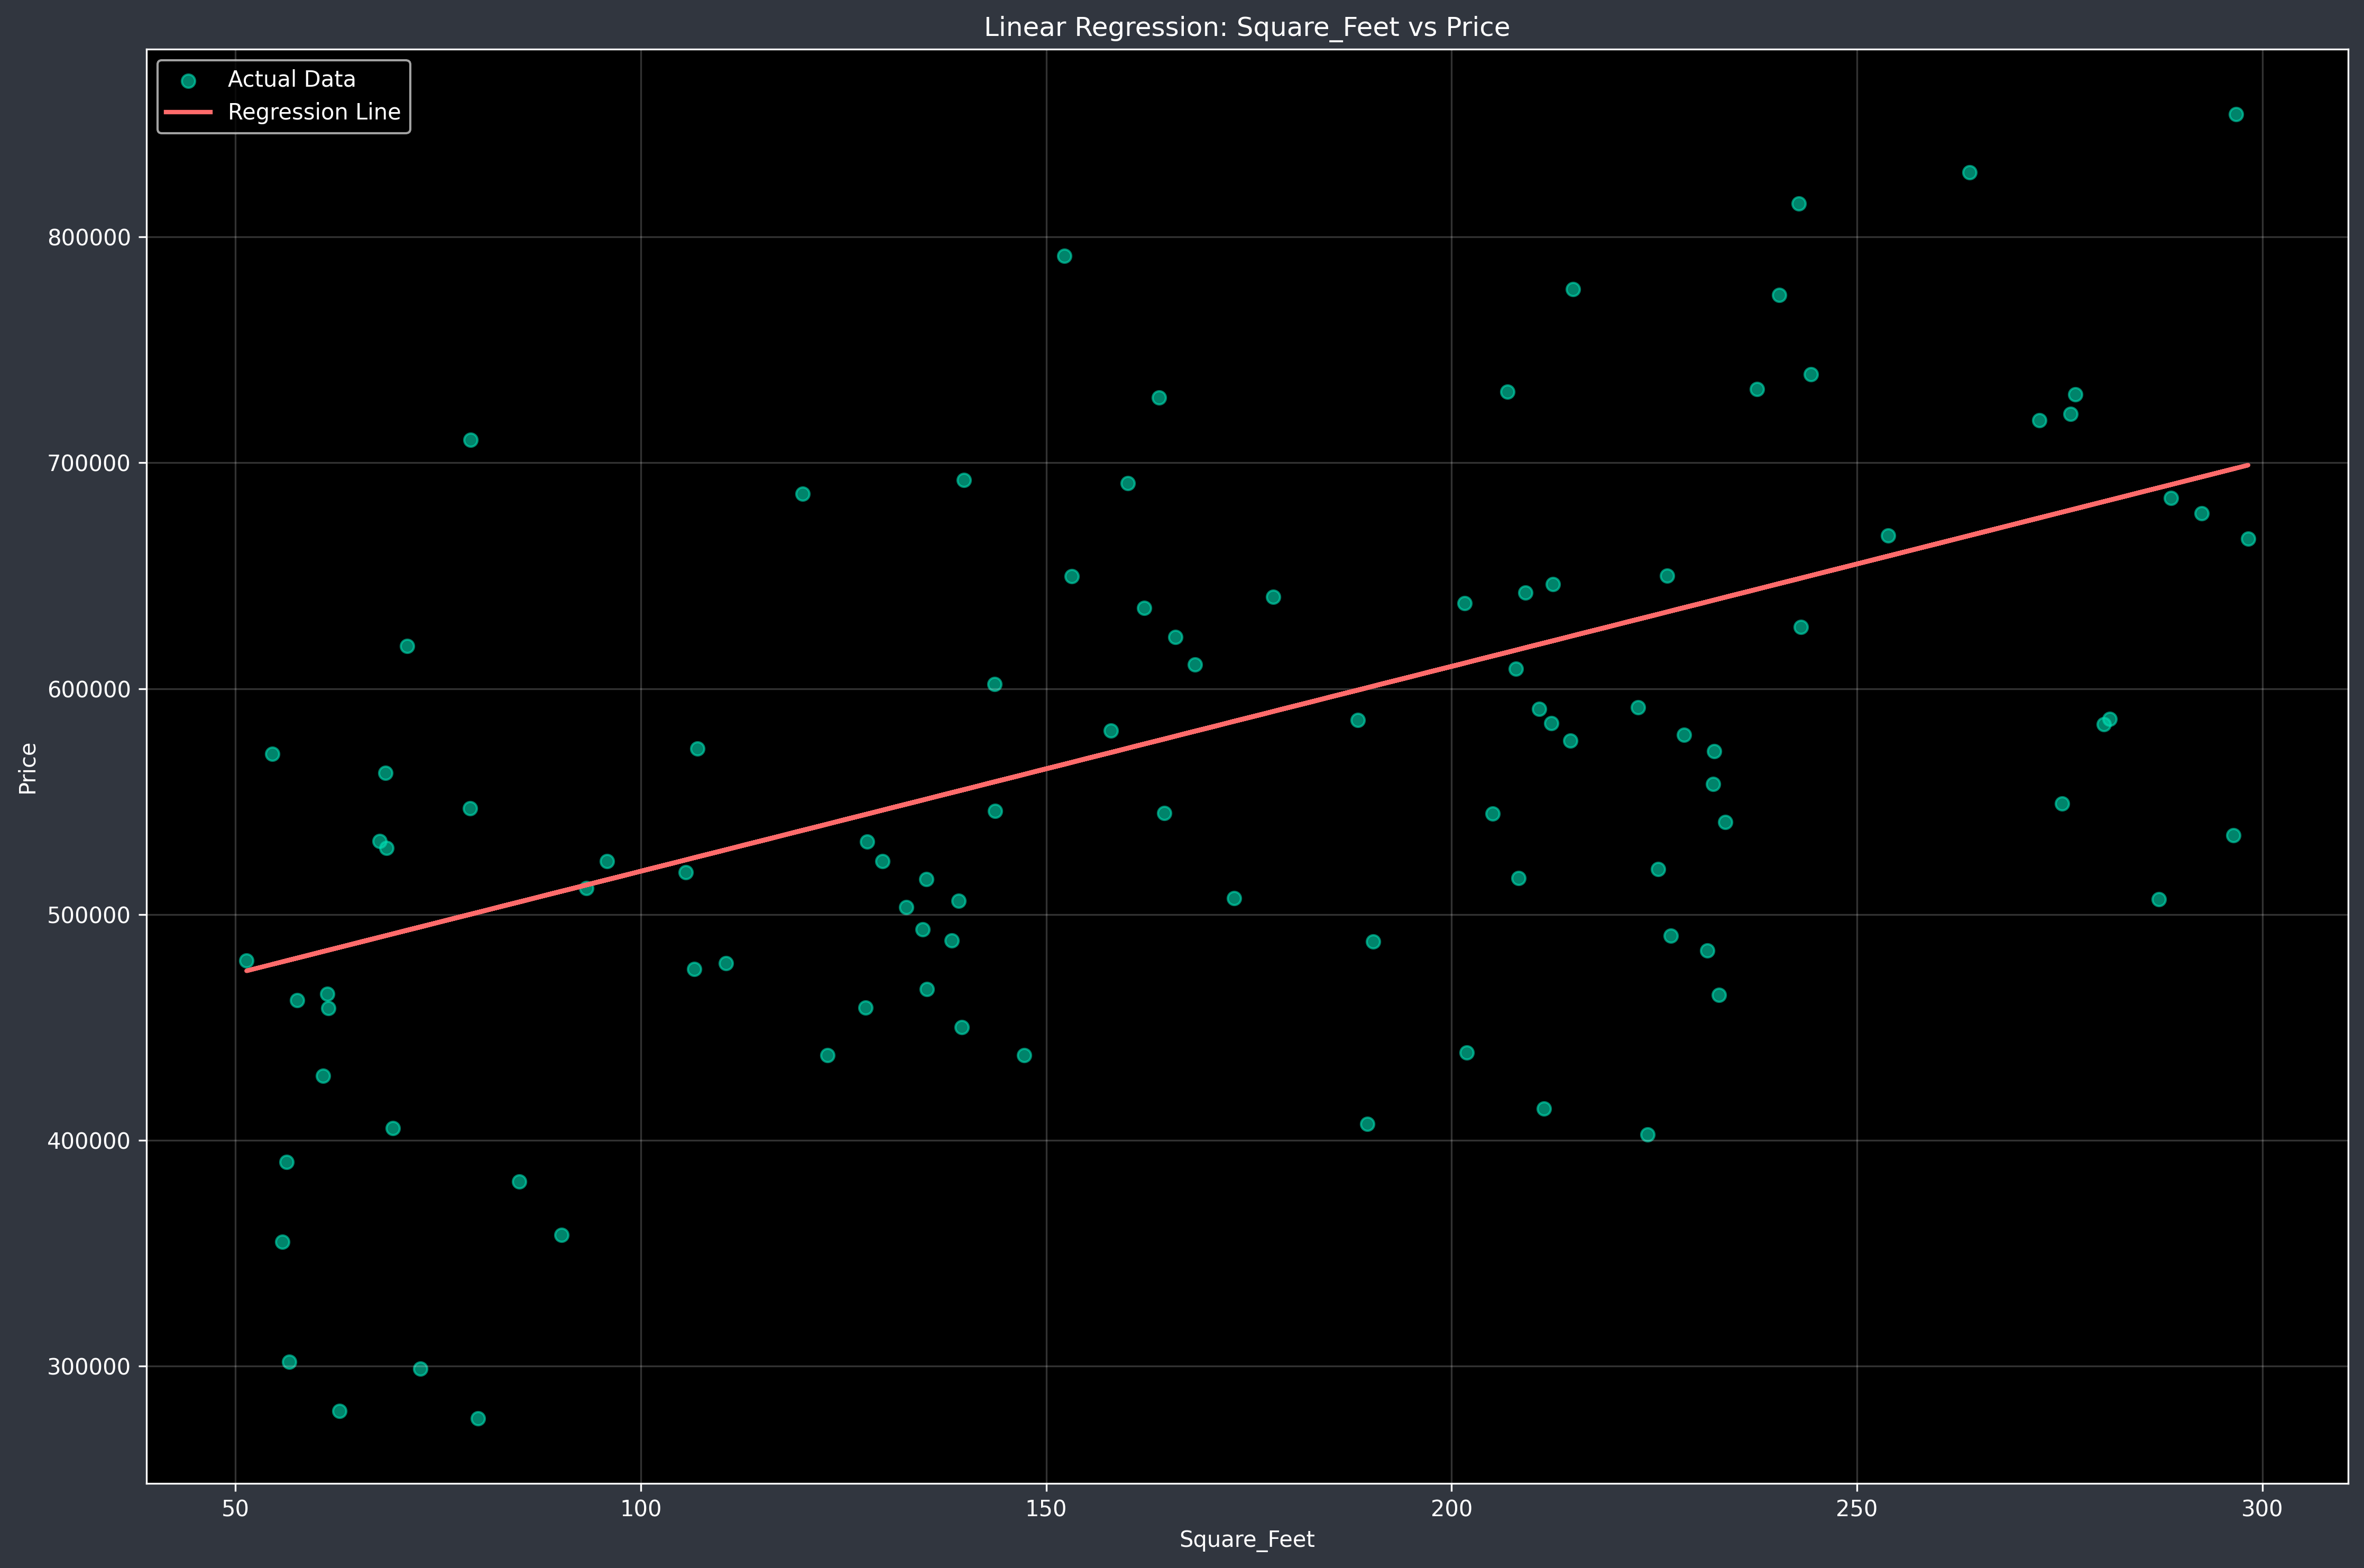 Linear Regression: Square_Feet vs Price
Actual Data
Regression Line
800000
700000
600000
500000
400000
300000
Price
50 100 150 200 250 300
Square_Feet